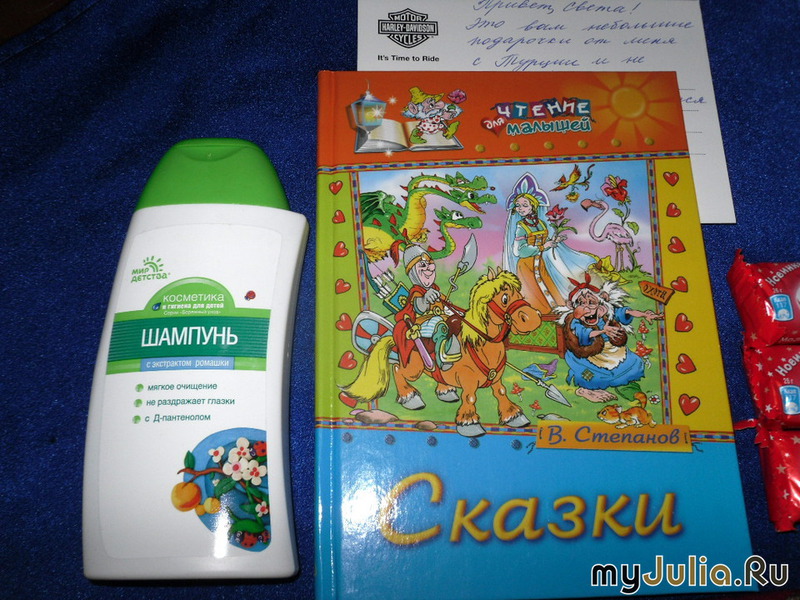 MOTOR
HARLEY-DAVIDSON
CYCLES
It's Time to Ride
Привет, Света!
Это вам небольшие
подарочки от меня
с Турции и не
ЧТЕНИЕ
для
малышей
В. Степанов
Сказки
мир
детства
косметика
и гигиена для детей
ШАМПУНЬ
с экстрактом ромашки
мягкое очищение
не раздражает глазки
с Д-пантенолом
myJulia.Ru